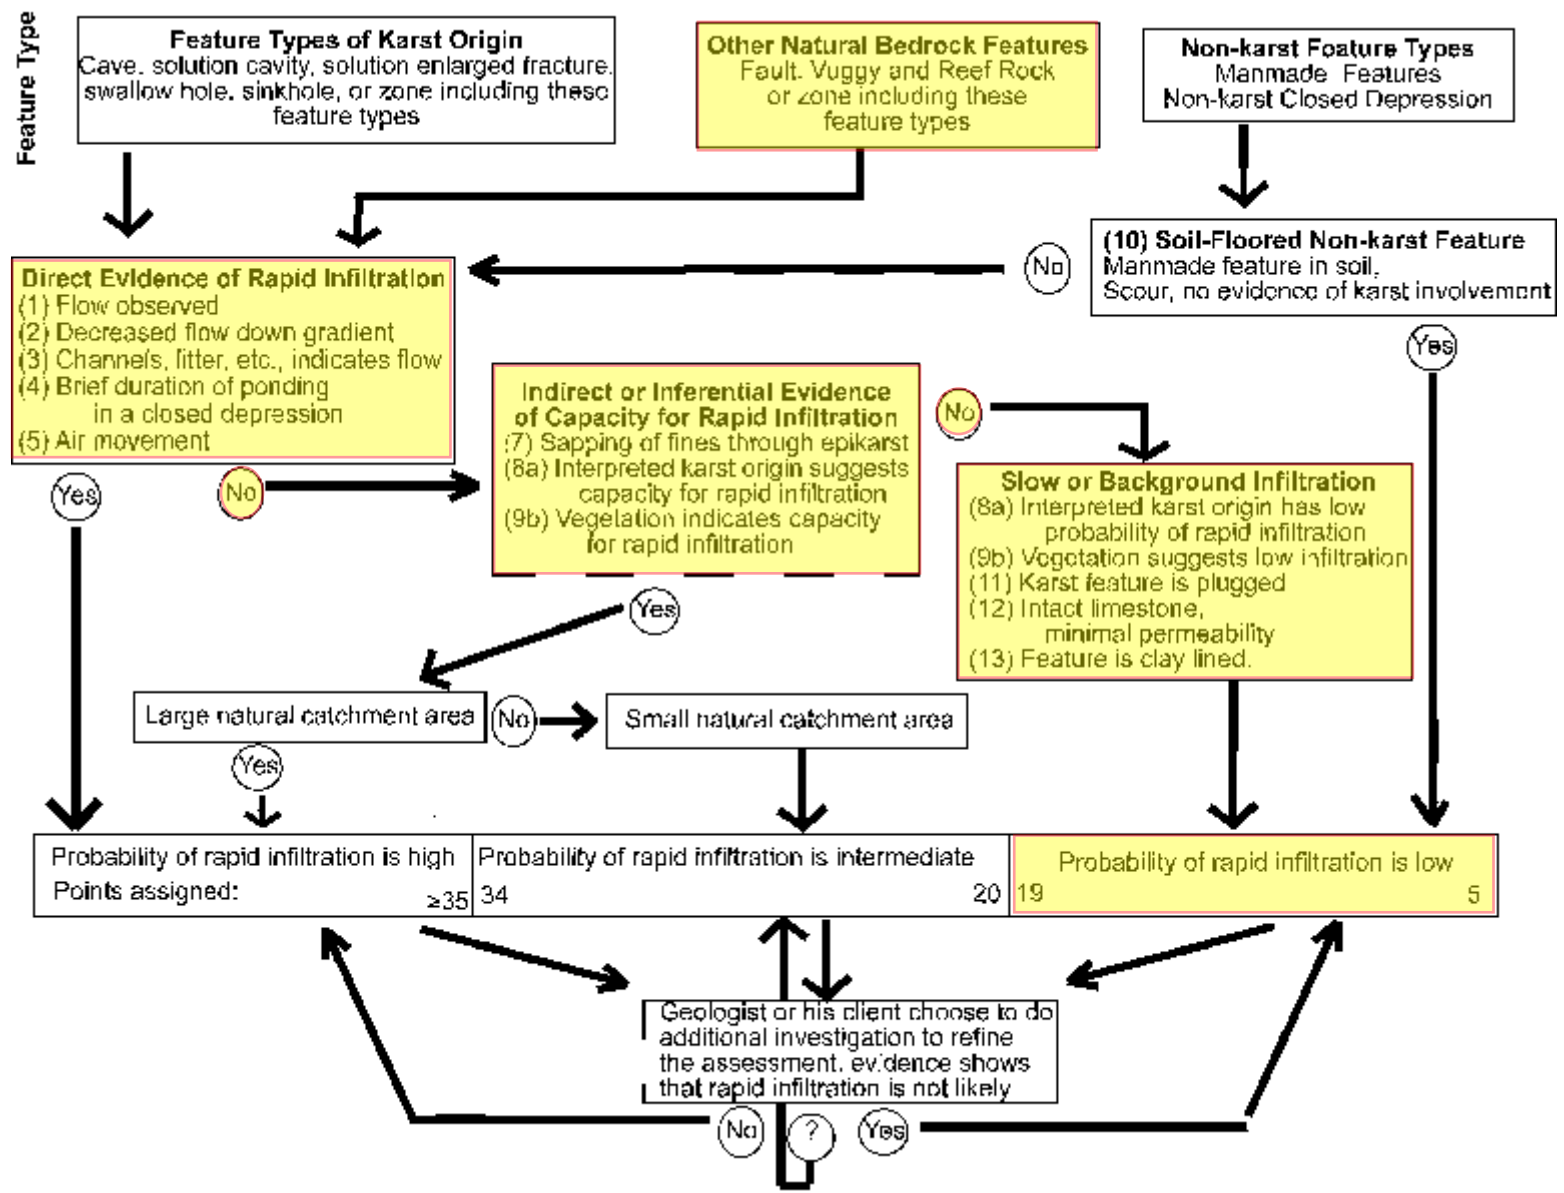 Feature Type
Feature Types of Karst Origin
Cave. solution cavity, solution enlarged fracture.
swallow hole. sinkhole, or zone including these
feature types
Other Natural Bedrock Features
Fault. Vuggy and Reef Rock
or zone including these
feature types
Non-karst Feature Types
Manmade Features
Non-karst Closed Depression
(10) Soil-Floored Non-karst Feature
Manmade feature in soil,
Scour, no evidence of karst involvement
No
Yes
Direct Evidence of Rapid Infiltration
(1) Flow observed
(2) Decreased flow down gradient
(3) Channels, litter, etc., indicates flow
(4) Brief duration of ponding
in a closed depression
(5) Air movement
Yes
No
Indirect or Inferential Evidence
of Capacity for Rapid Infiltration
(7) Sapping of fines through epikarst
(8a) Interpreted karst origin suggests
capacity for rapid infiltration
(9b) Vegetation indicates capacity
for rapid infiltration
No
Yes
Slow or Background Infiltration
(8a) Interpreted karst origin has low
probability of rapid infiltration
(9b) Vegetation suggests low infiltration
(11) Karst feature is plugged
(12) Intact limestone,
minimal permeability
(13) Feature is clay lined.
Large natural catchment area
No
Small natural catchment area
Yes
Probability of rapid infiltration is high
Points assigned: ≥35
Probability of rapid infiltration is intermediate
34 20
Probability of rapid infiltration is low
19 5
Geologist or his client choose to do
additional investigation to refine
the assessment. evidence shows
that rapid infiltration is not likely
No
?
Yes